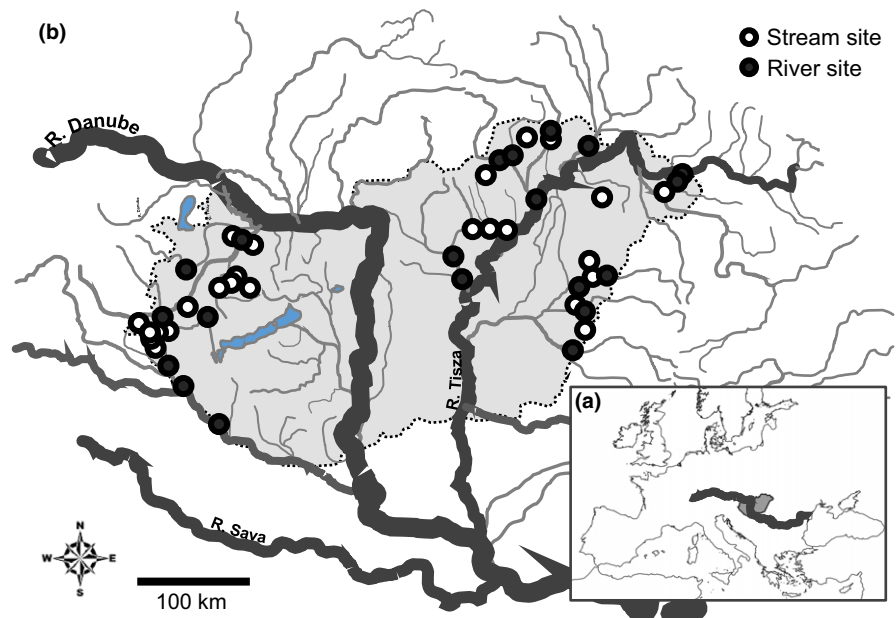 (b)
Stream site
River site
R. Danube
R. Tisza
(a)
R. Sava
N
W E
S
100 km